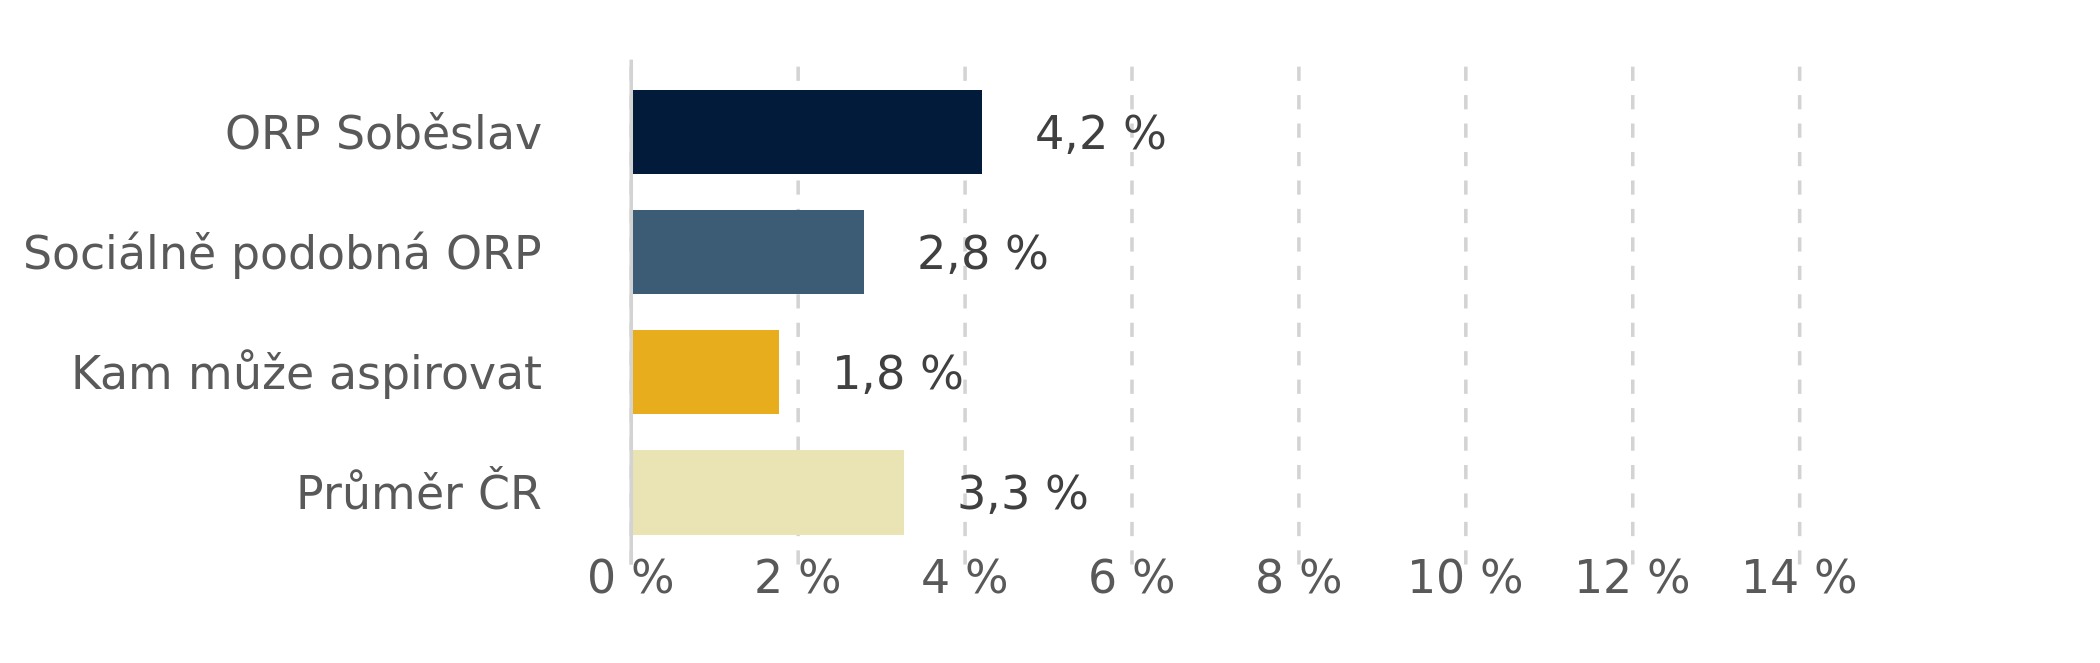 ORP Soběslav 4,2 %
Sociálně podobná ORP 2,8 %
Kam může aspirovat 1,8 %
Průměr ČR 3,3 %
0 % 2 % 4 % 6 % 8 % 10 % 12 % 14 %